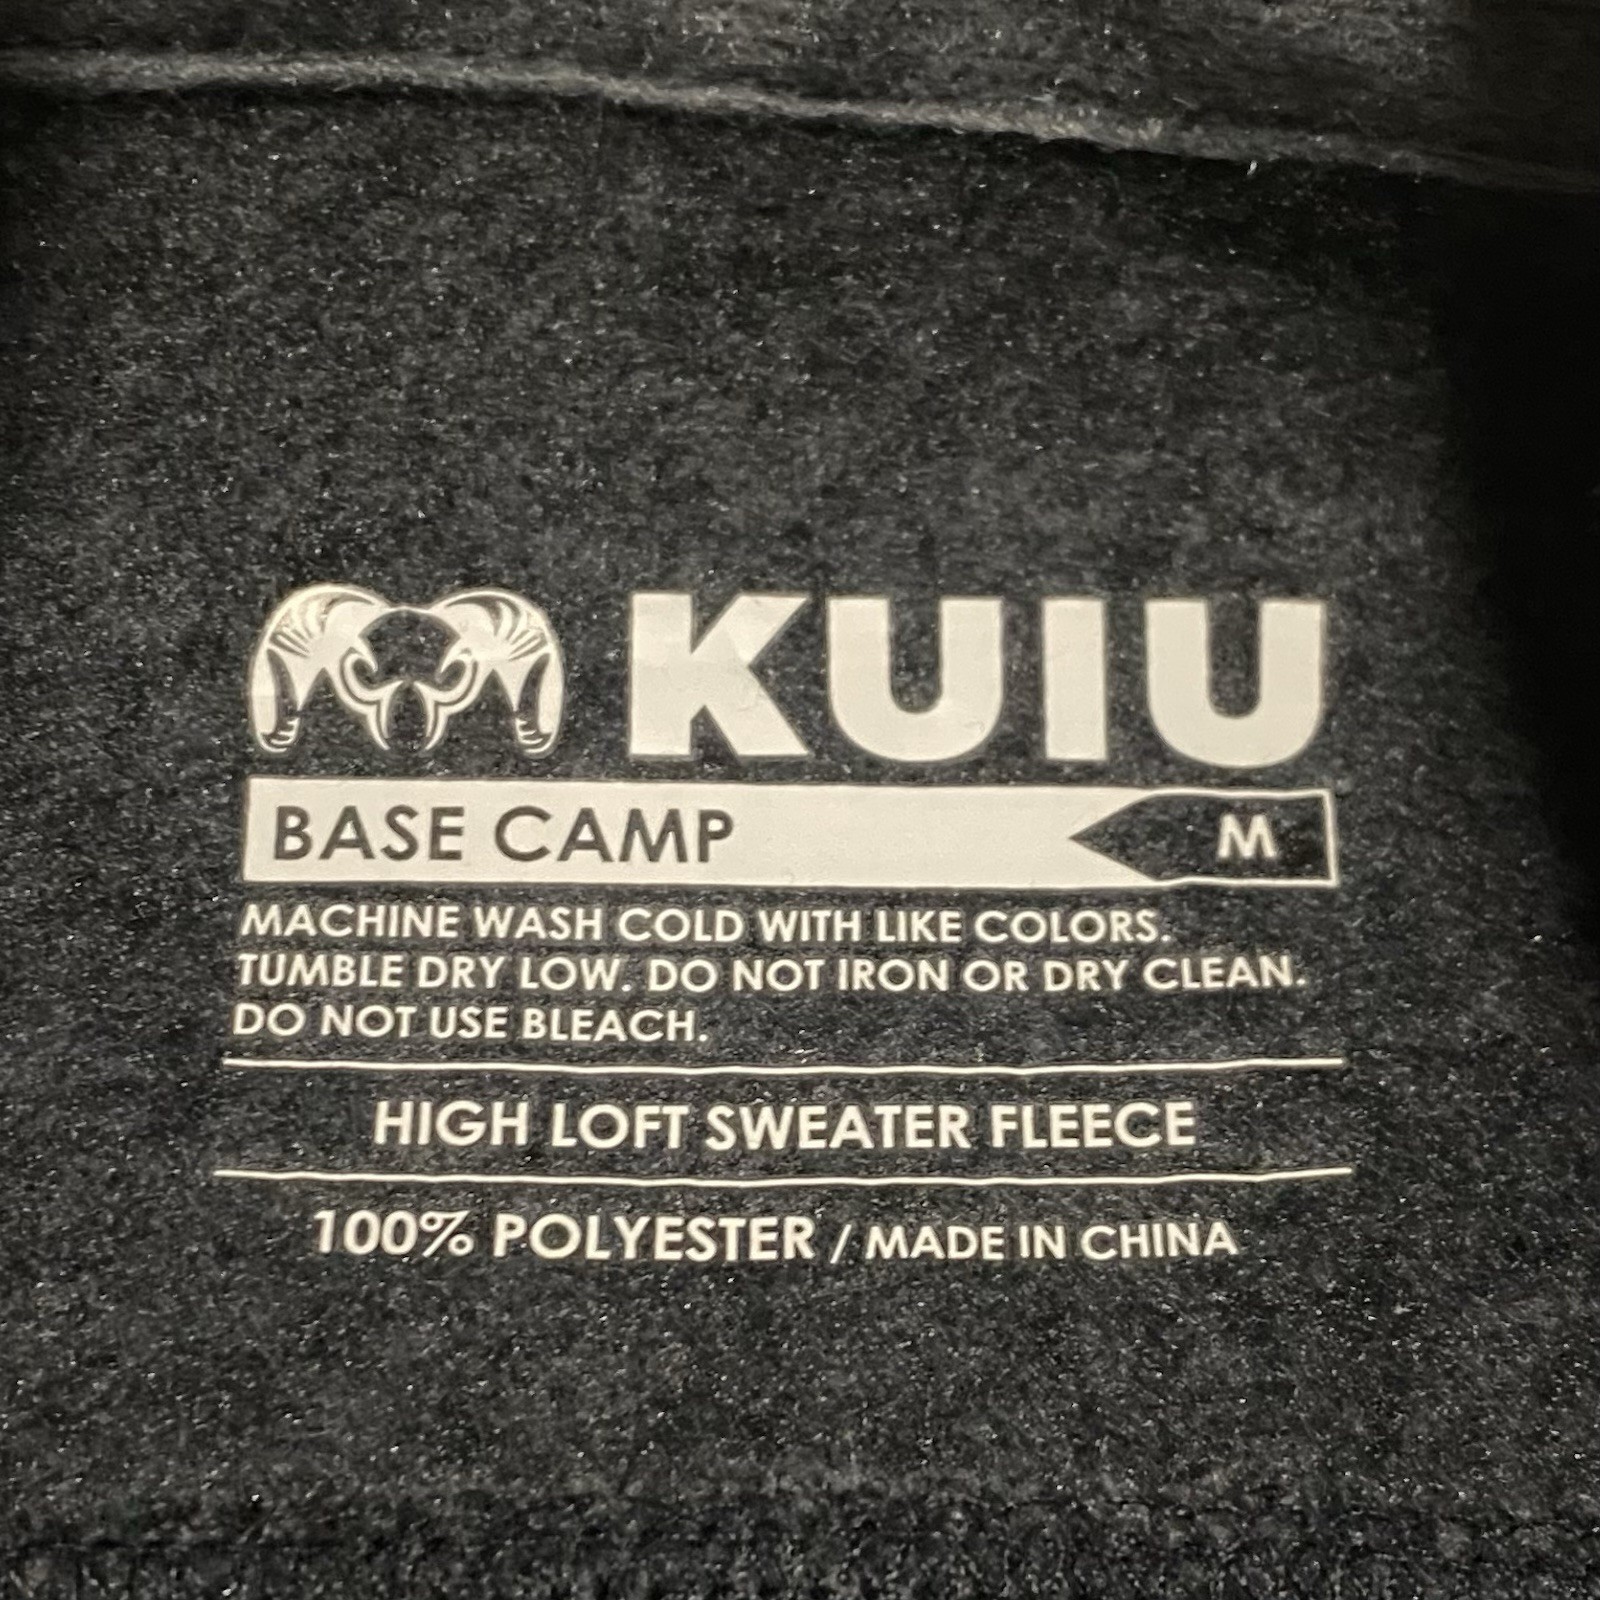 KUIU
BASE CAMP M
MACHINE WASH COLD WITH LIKE COLORS.
TUMBLE DRY LOW. DO NOT IRON OR DRY CLEAN.
DO NOT USE BLEACH.
HIGH LOFT SWEATER FLEECE
100% POLYESTER / MADE IN CHINA